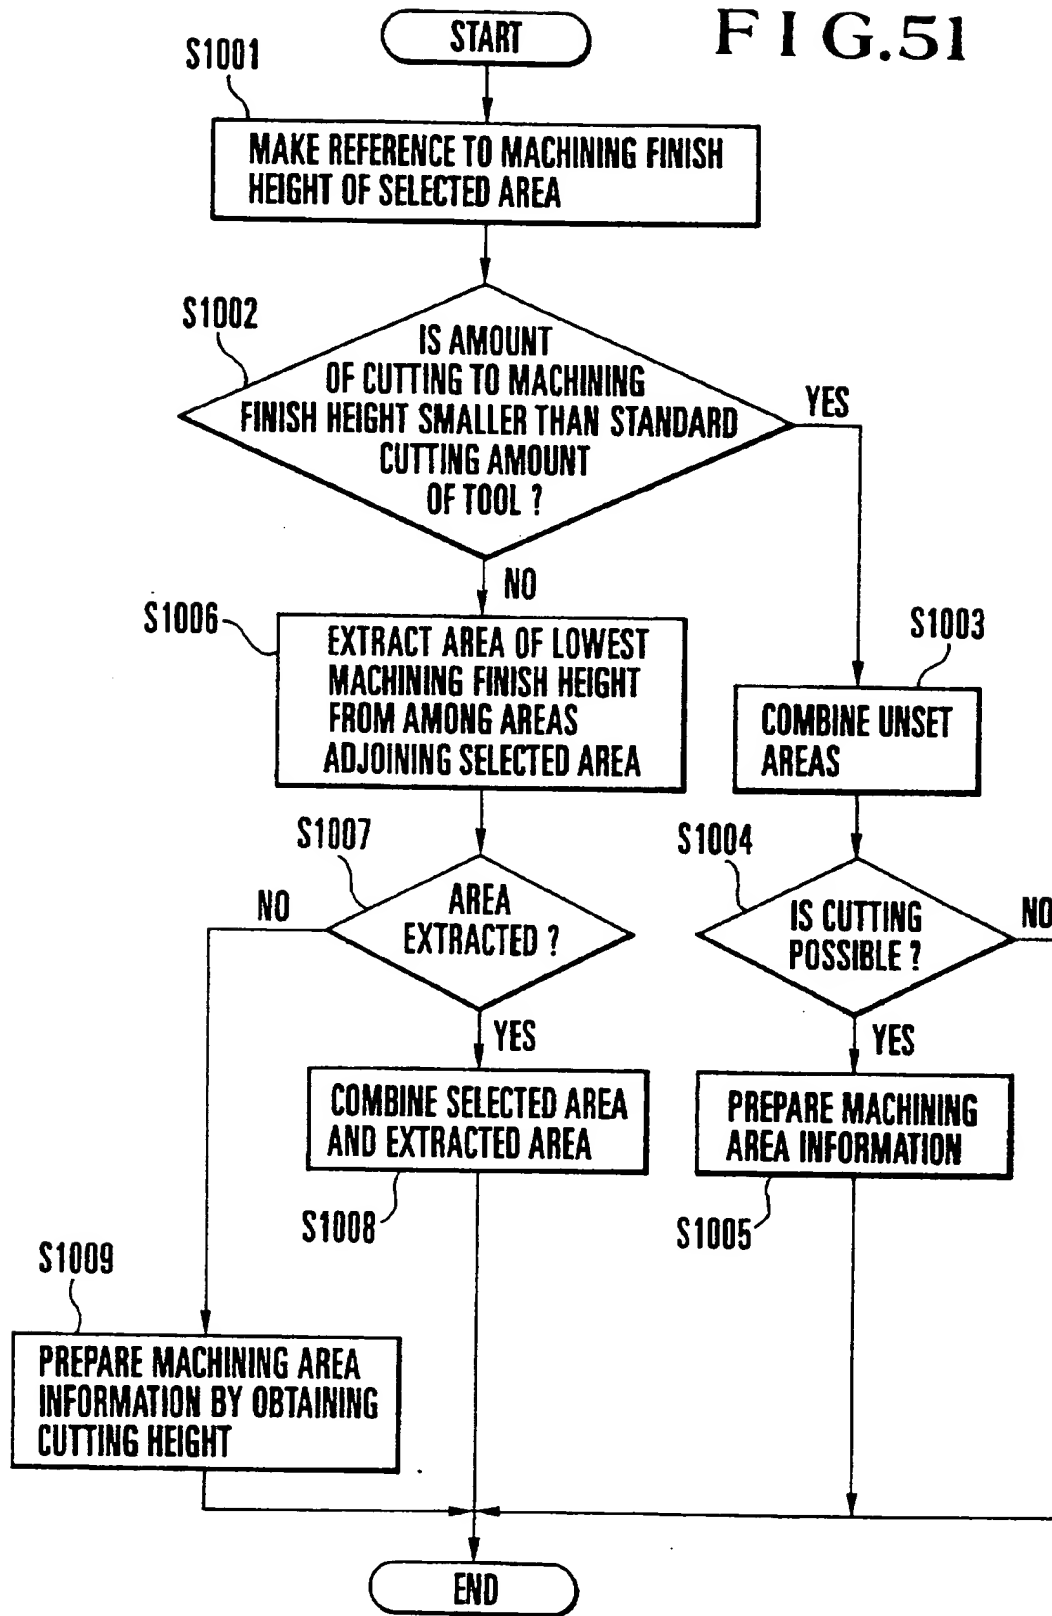 FIG.51
START
S1001
MAKE REFERENCE TO MACHINING FINISH
HEIGHT OF SELECTED AREA
S1002
IS AMOUNT
OF CUTTING TO MACHINING
FINISH HEIGHT SMALLER THAN STANDARD
CUTTING AMOUNT
OF TOOL ?
YES
NO
S1006
EXTRACT AREA OF LOWEST
MACHINING FINISH HEIGHT
FROM AMONG AREAS
ADJOINING SELECTED AREA
S1003
COMBINE UNSET
AREAS
S1007
AREA
EXTRACTED ?
NO
YES
S1004
IS CUTTING
POSSIBLE ?
NO
YES
COMBINE SELECTED AREA
AND EXTRACTED AREA
S1008
PREPARE MACHINING
AREA INFORMATION
S1005
S1009
PREPARE MACHINING AREA
INFORMATION BY OBTAINING
CUTTING HEIGHT
END